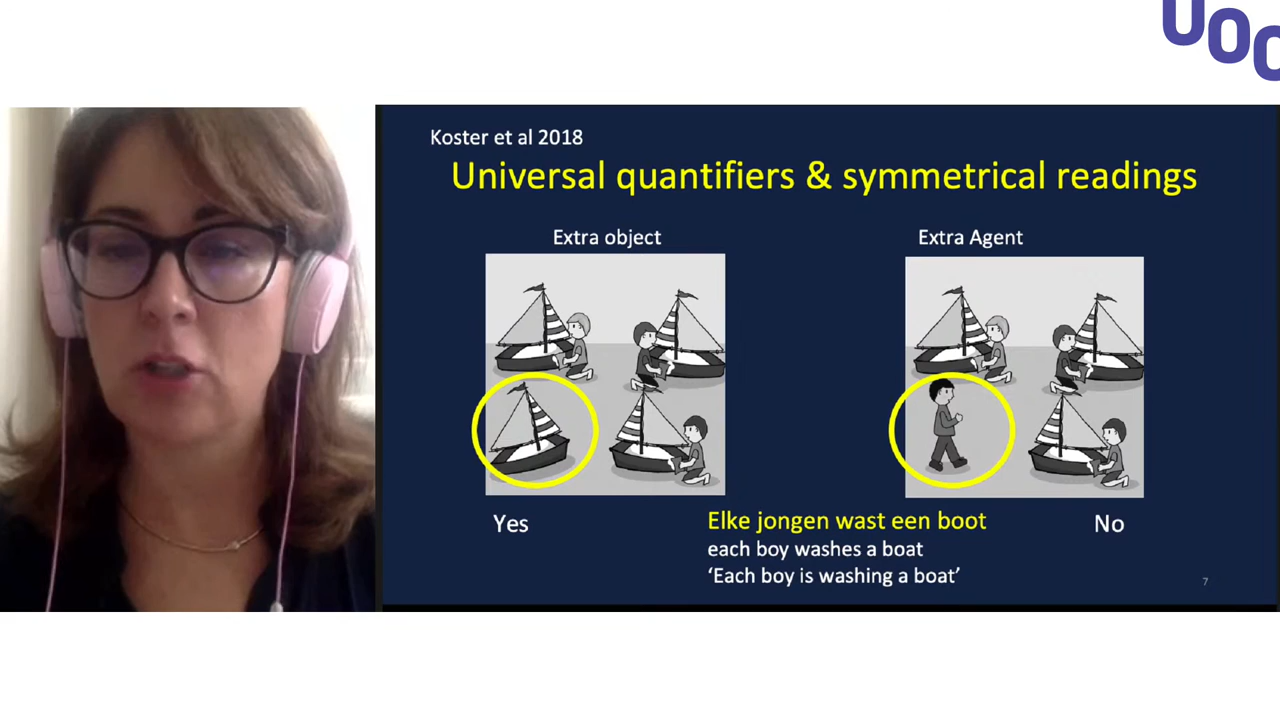 UOC
Koster et al 2018
Universal quantifiers & symmetrical readings
Extra object
Extra Agent
Yes
Elke jongen wast een boot
each boy washes a boat
‘Each boy is washing a boat’
No
7